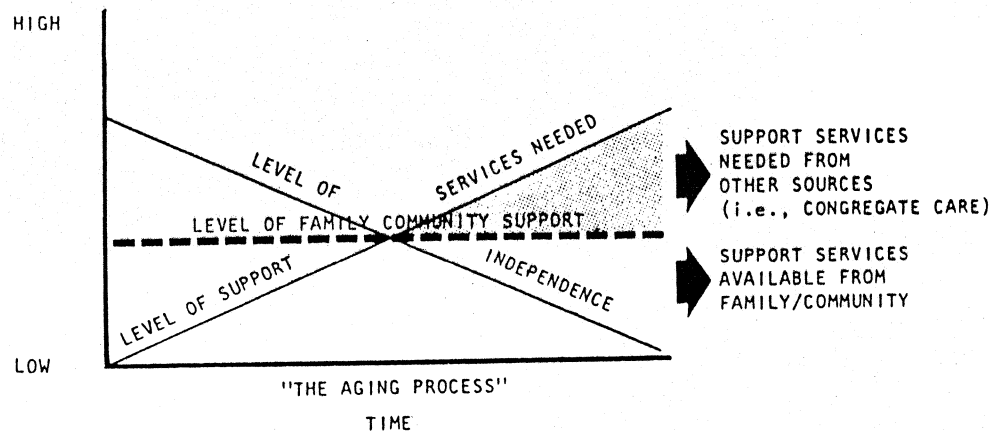 HIGH
LEVEL OF
SERVICES NEEDED
LEVEL OF FAMILY COMMUNITY SUPPORT
LEVEL OF SUPPORT
INDEPENDENCE
SUPPORT SERVICES
NEEDED FROM
OTHER SOURCES
(i.e., CONGREGATE CARE)
SUPPORT SERVICES
AVAILABLE FROM
FAMILY/COMMUNITY
LOW
"THE AGING PROCESS"
TIME